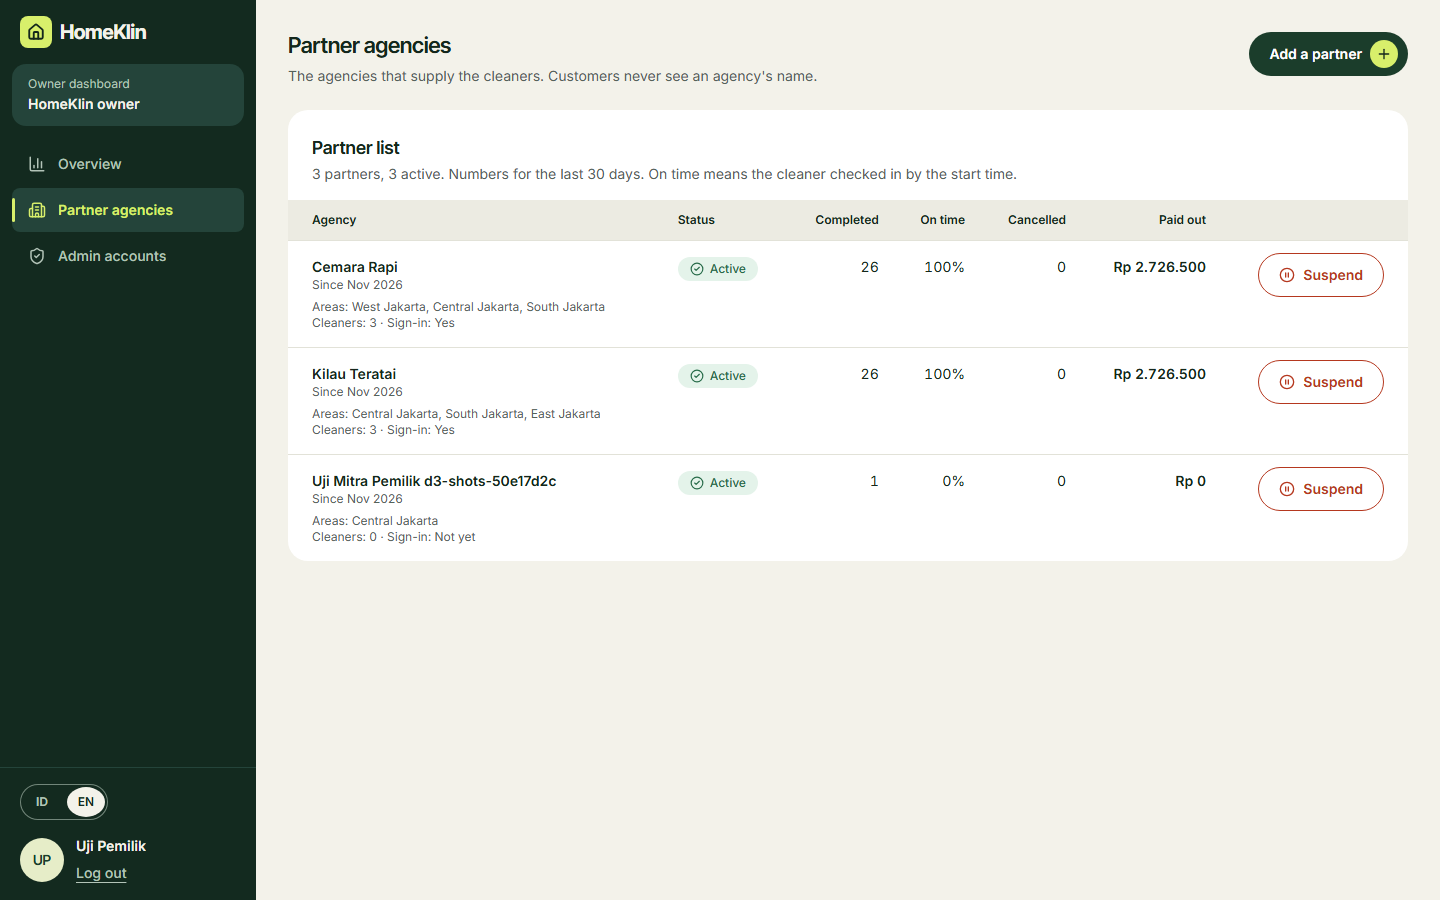 HomeKlin
Owner dashboard
HomeKlin owner
Overview
Partner agencies
Admin accounts
ID EN
UP
Uji Pemilik
Log out
Partner agencies
The agencies that supply the cleaners. Customers never see an agency's name.
Add a partner
Partner list
3 partners, 3 active. Numbers for the last 30 days. On time means the cleaner checked in by the start time.
Agency Status Completed On time Cancelled Paid out
Cemara Rapi Active 26 100% 0 Rp 2.726.500 Suspend
Since Nov 2026
Areas: West Jakarta, Central Jakarta, South Jakarta
Cleaners: 3 · Sign-in: Yes
Kilau Teratai Active 26 100% 0 Rp 2.726.500 Suspend
Since Nov 2026
Areas: Central Jakarta, South Jakarta, East Jakarta
Cleaners: 3 · Sign-in: Yes
Uji Mitra Pemilik d3-shots-50e17d2c Active 1 0% 0 Rp 0 Suspend
Since Nov 2026
Areas: Central Jakarta
Cleaners: 0 · Sign-in: Not yet